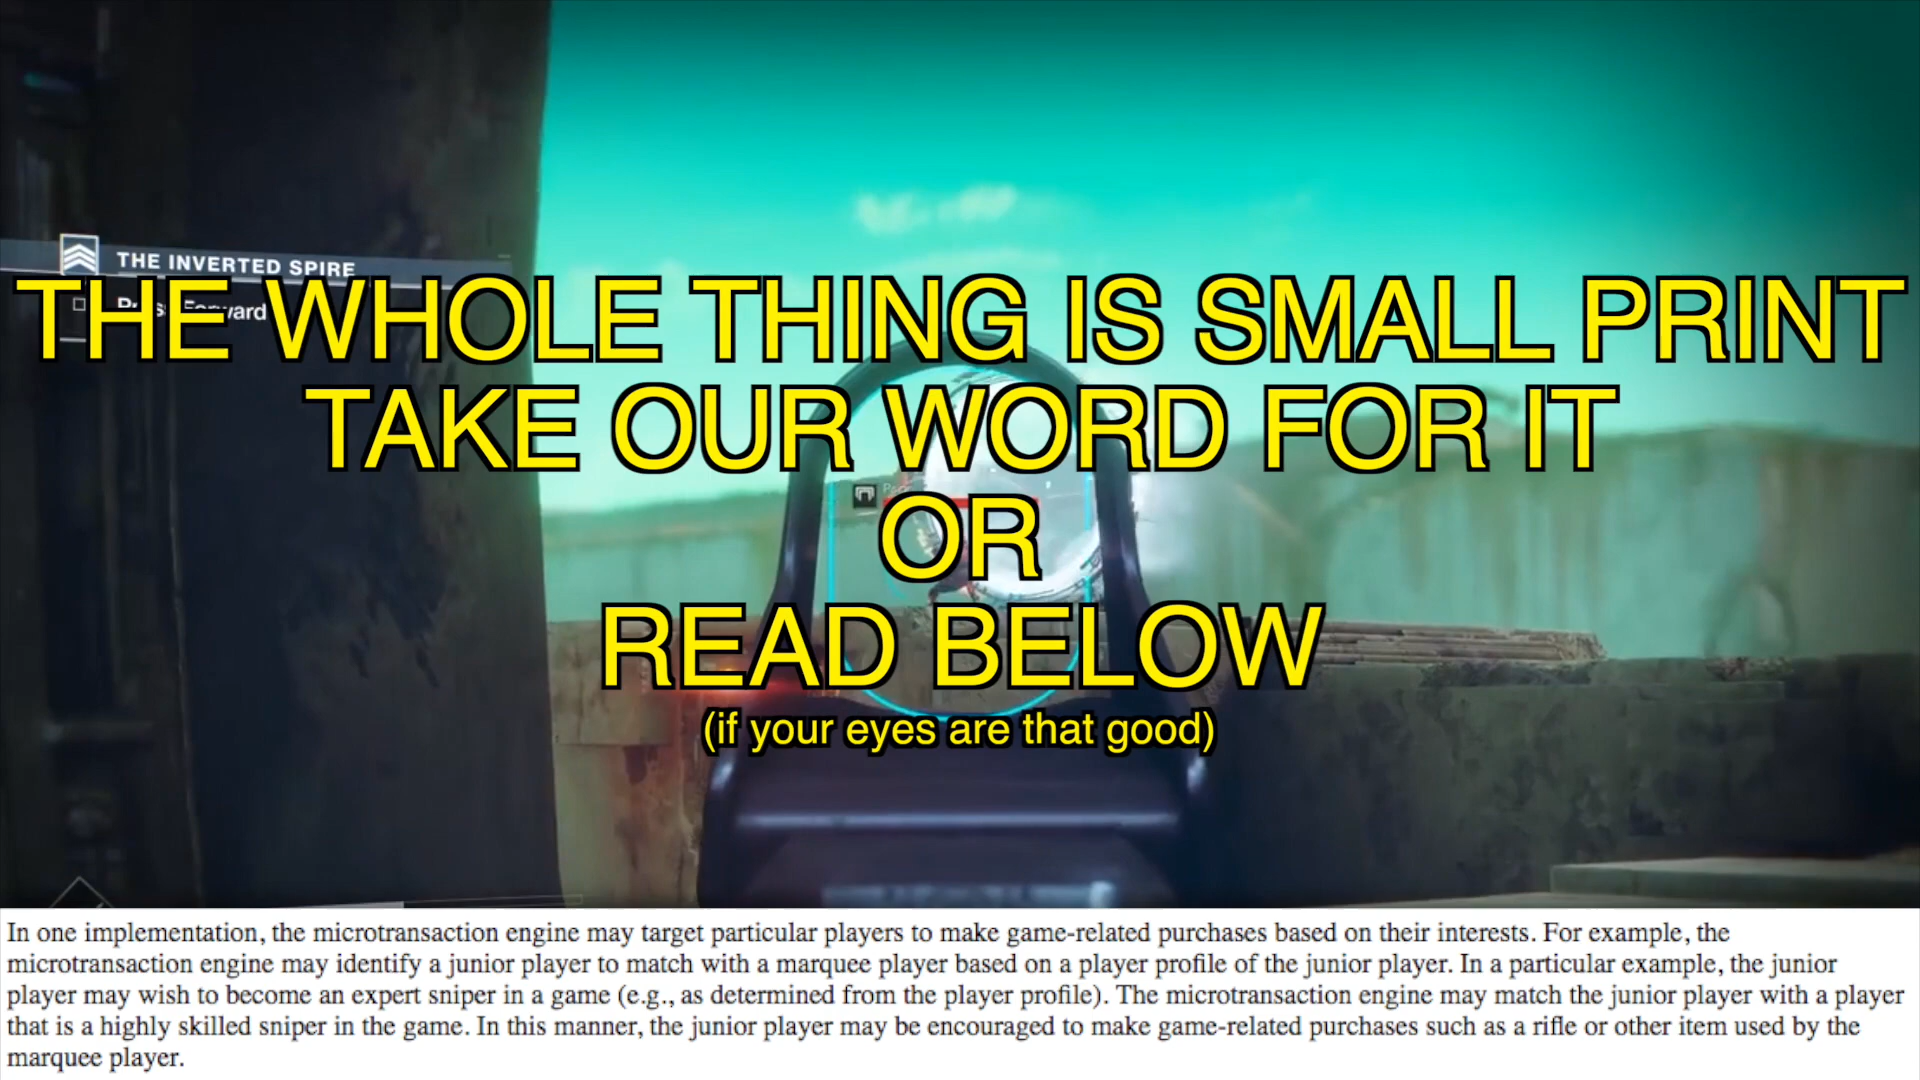 THE INVERTED SPIRE
THE WHOLE THING IS SMALL PRINT
TAKE OUR WORD FOR IT
OR
READ BELOW
(if your eyes are that good)
In one implementation, the microtransaction engine may target particular players to make game-related purchases based on their interests. For example, the
microtransaction engine may identify a junior player to match with a marquee player based on a player profile of the junior player. In a particular example, the junior
player may wish to become an expert sniper in a game (e.g., as determined from the player profile). The microtransaction engine may match the junior player with a player
that is a highly skilled sniper in the game. In this manner, the junior player may be encouraged to make game-related purchases such as a rifle or other item used by the
marquee player.